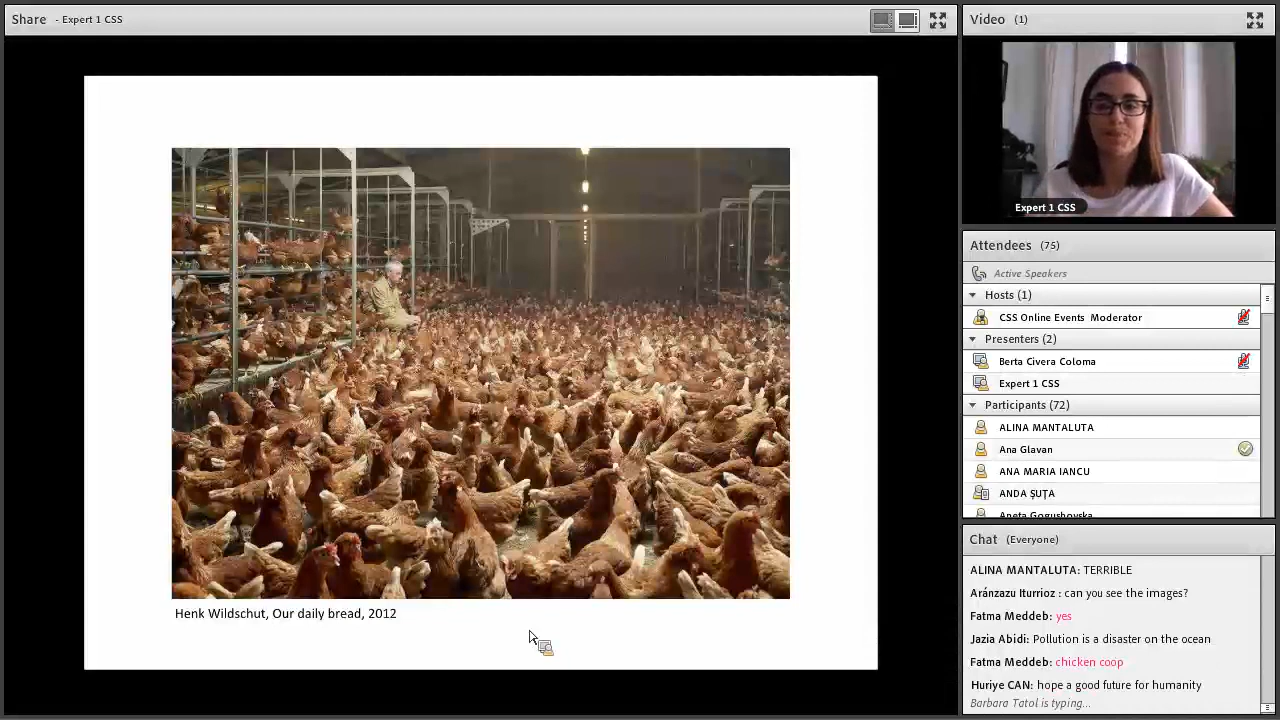 Share - Expert 1 CSS
Henk Wildschut, Our daily bread, 2012
Video (1)
Expert 1 CSS
Attendees (75)
Active Speakers
Hosts (1)
CSS Online Events Moderator
Presenters (2)
Berta Civera Coloma
Expert 1 CSS
Participants (72)
ALINA MANTALUTA
Ana Glavan
ANA MARIA IANCU
ANDA ŞUŢA
Aneta Gogushovska
Chat (Everyone)
ALINA MANTALUTA: TERRIBLE
Aránzazu Iturrioz : can you see the images?
Fatma Meddeb: yes
Jazia Abidi: Pollution is a disaster on the ocean
Fatma Meddeb: chicken coop
Huriye CAN: hope a good future for humanity
Barbara Tatol is typing...